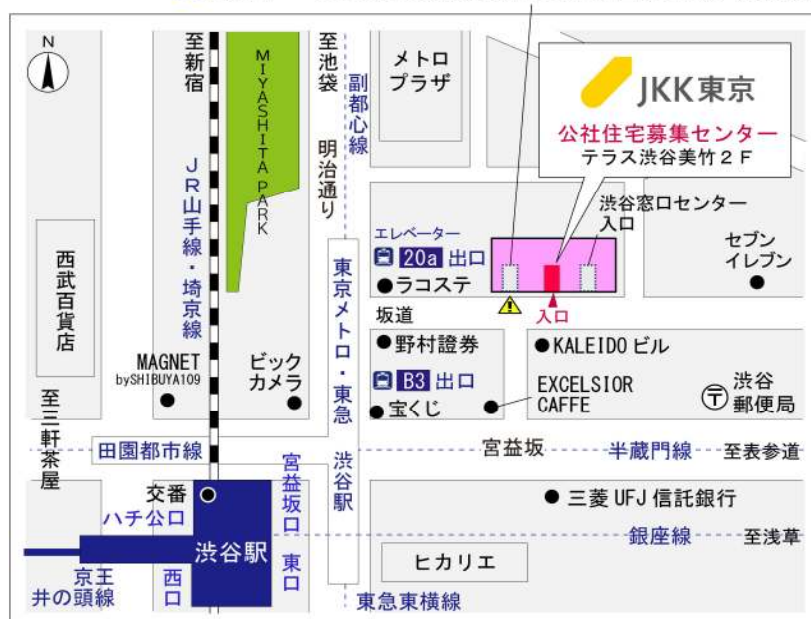 N
至新宿
MIYASHITA PARK
至池袋
明治通り
副都心線
メトロ
プラザ
JKK東京
公社住宅募集センター
テラス渋谷美竹2F
JR山手線・埼京線
西武百貨店
エレベーター
20a 出口
ラコステ
渋谷窓口センター
入口
セブン
イレブン
入口
坂道
東京メトロ・東急
渋谷駅
野村證券
KALEIDO ビル
MAGNET
bySHIBUYA109
ビック
カメラ
B3 出口
宝くじ
EXCELSIOR
CAFFE
渋谷
郵便局
至三軒茶屋
田園都市線
宮益坂
半蔵門線
至表参道
交番
ハチ公口
宮益坂口
三菱 UFJ 信託銀行
渋谷駅
東口
西口
銀座線
至浅草
ヒカリエ
京王
井の頭線
東急東横線